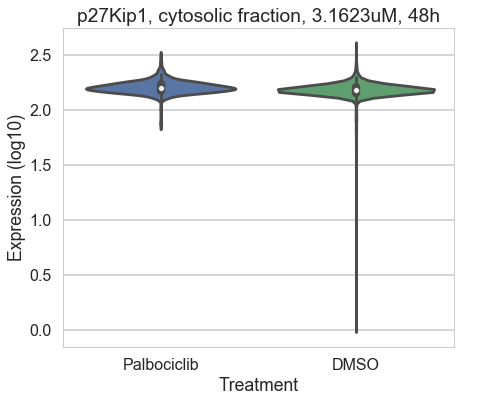 p27Kip1, cytosolic fraction, 3.1623uM, 48h
Expression (log10)
2.5
2.0
1.5
1.0
0.5
0.0
Palbociclib DMSO
Treatment